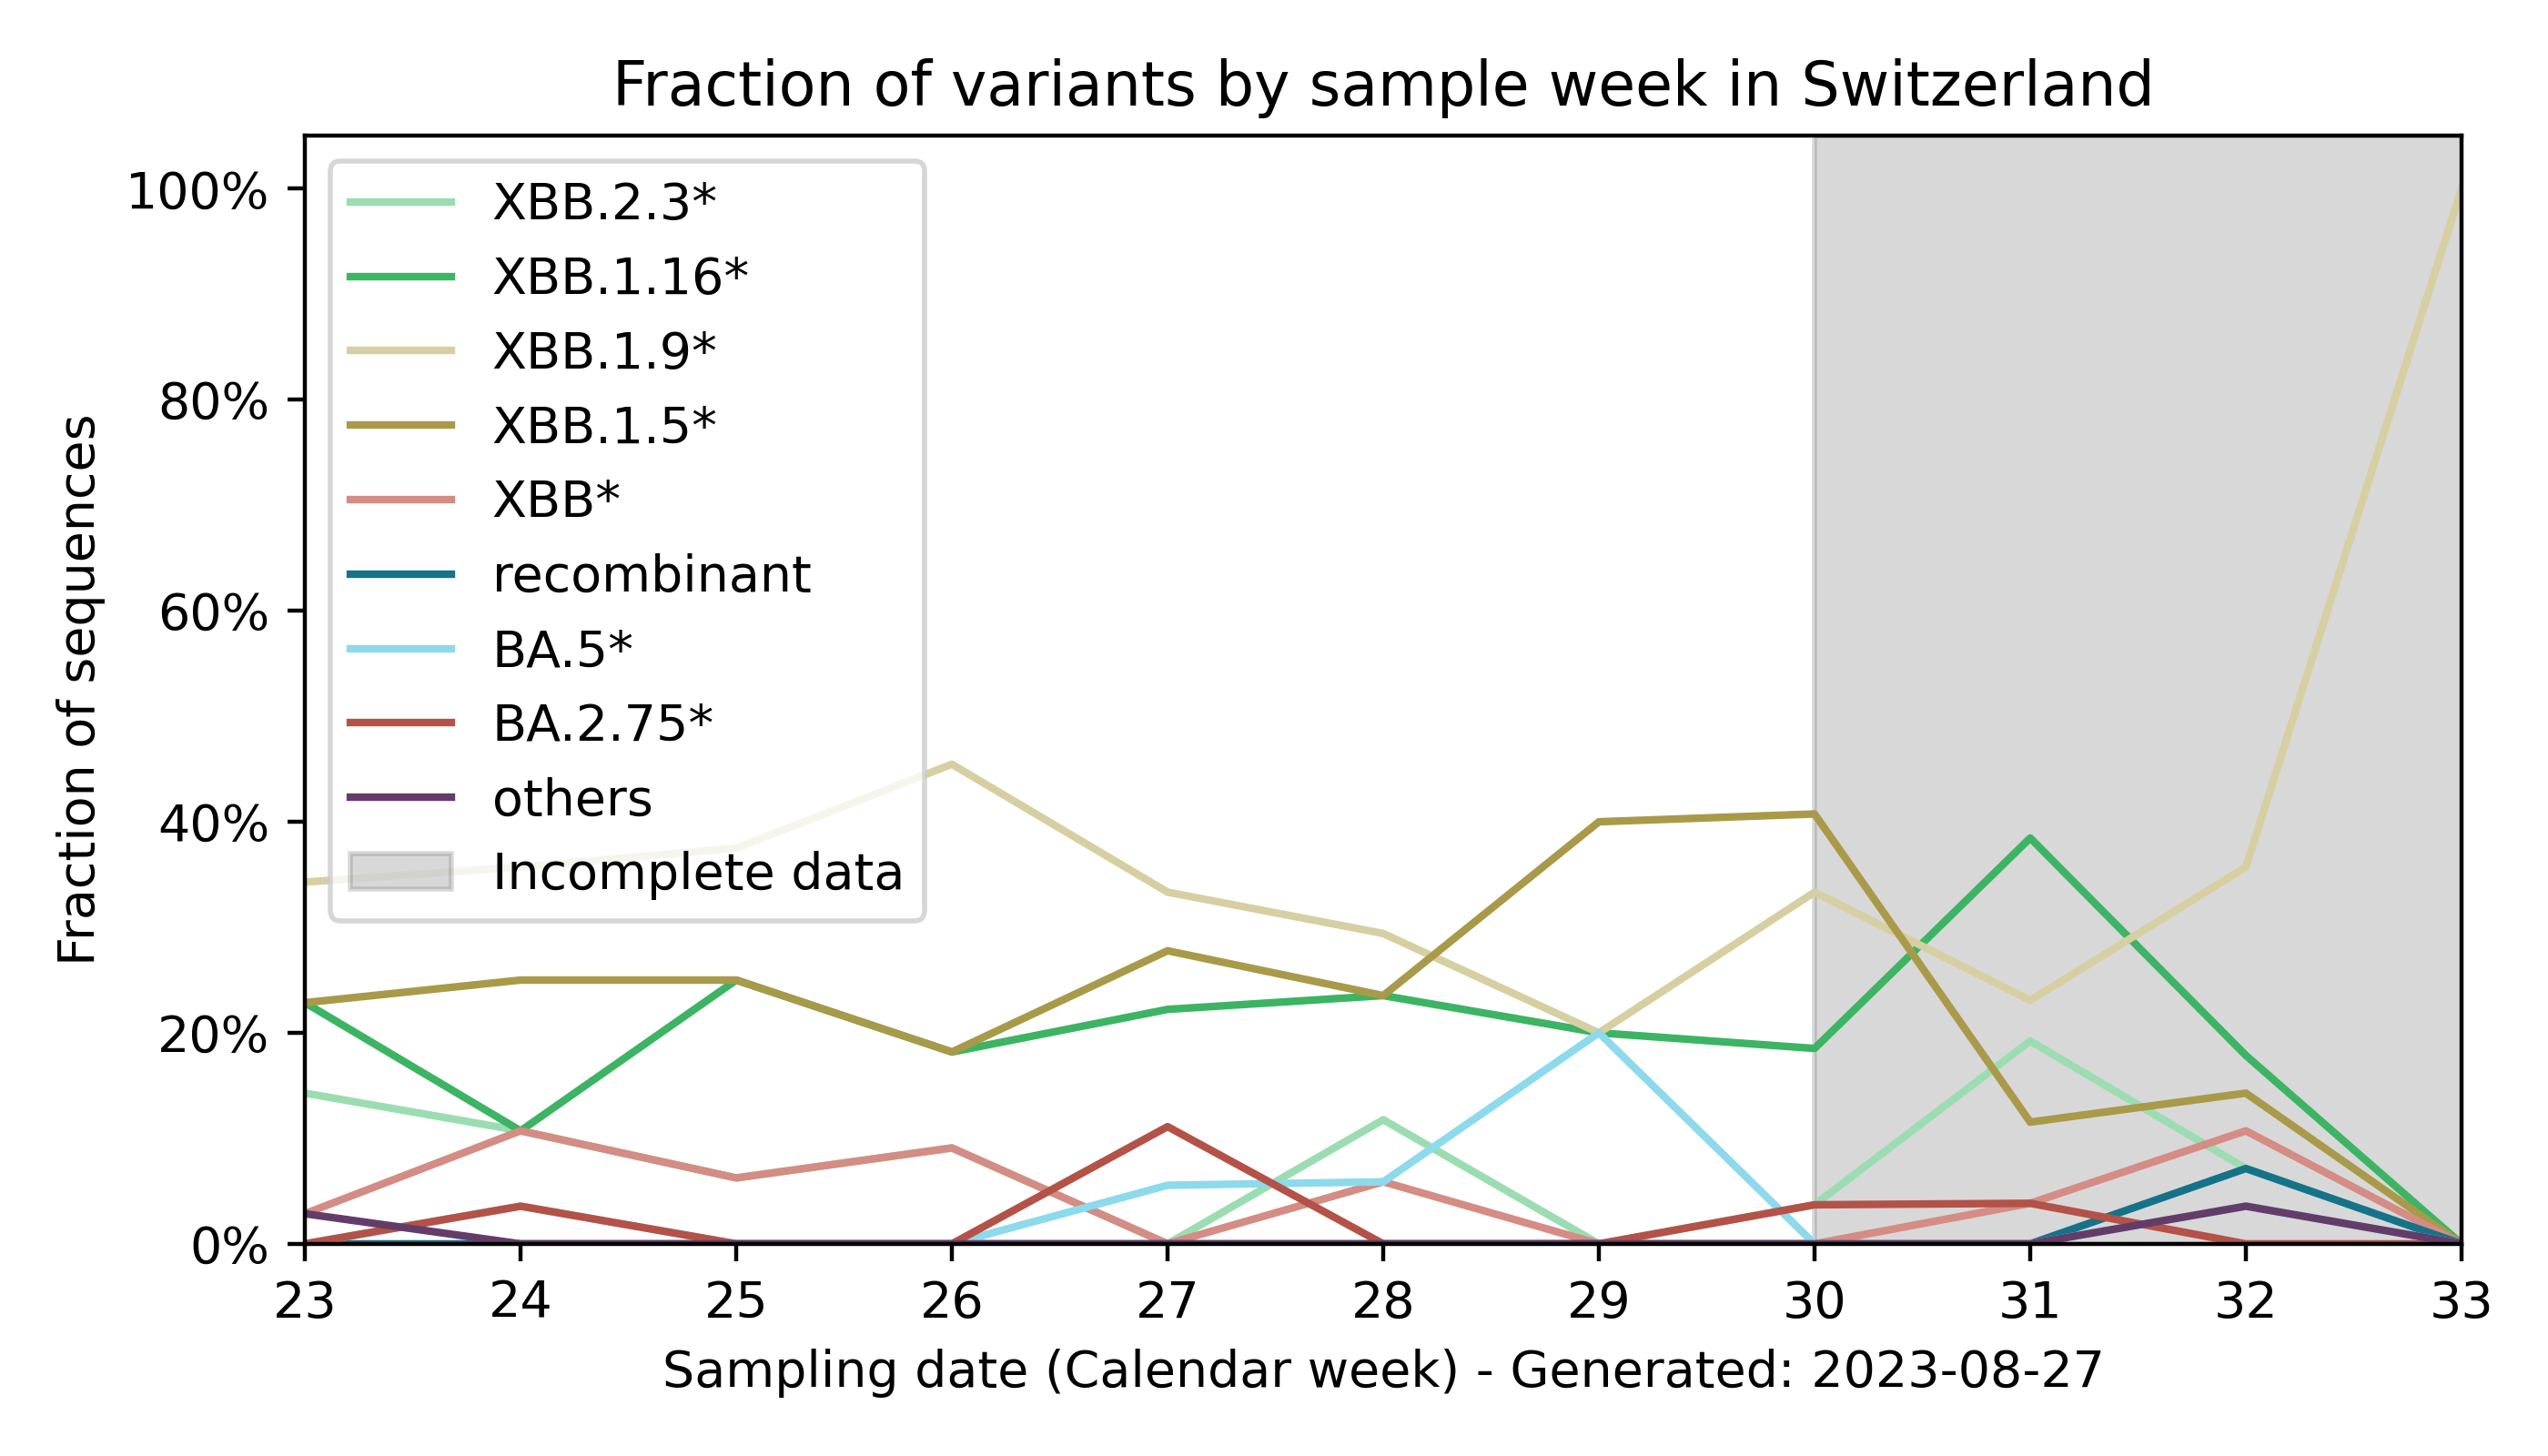 Fraction of variants by sample week in Switzerland
Fraction of sequences
100%
80%
60%
40%
20%
0%
XBB.2.3*
XBB.1.16*
XBB.1.9*
XBB.1.5*
XBB*
recombinant
BA.5*
BA.2.75*
others
Incomplete data
23 24 25 26 27 28 29 30 31 32 33
Sampling date (Calendar week) - Generated: 2023-08-27